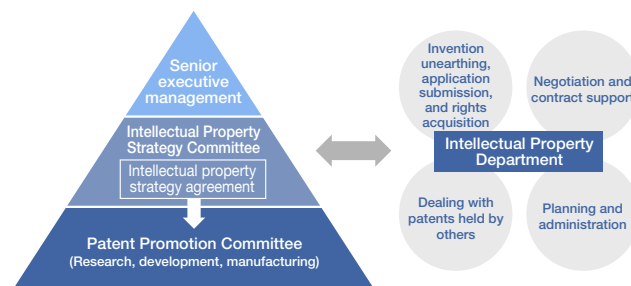 Senior
executive
management
Intellectual Property
Strategy Committee
Intellectual property
strategy agreement
Patent Promotion Committee
(Research, development, manufacturing)
Invention
unearthing,
application
submission,
and rights
acquisition
Negotiation and
contract support
Intellectual Property
Department
Dealing with
patents held by
others
Planning and
administration